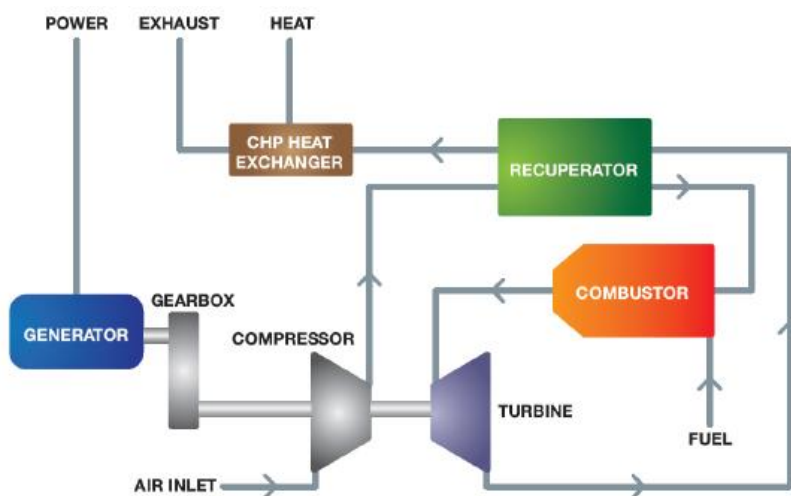 POWER
EXHAUST
HEAT
CHP HEAT
EXCHANGER
RECUPERATOR
GEARBOX
GENERATOR
COMPRESSOR
COMBUSTOR
TURBINE
FUEL
AIR INLET